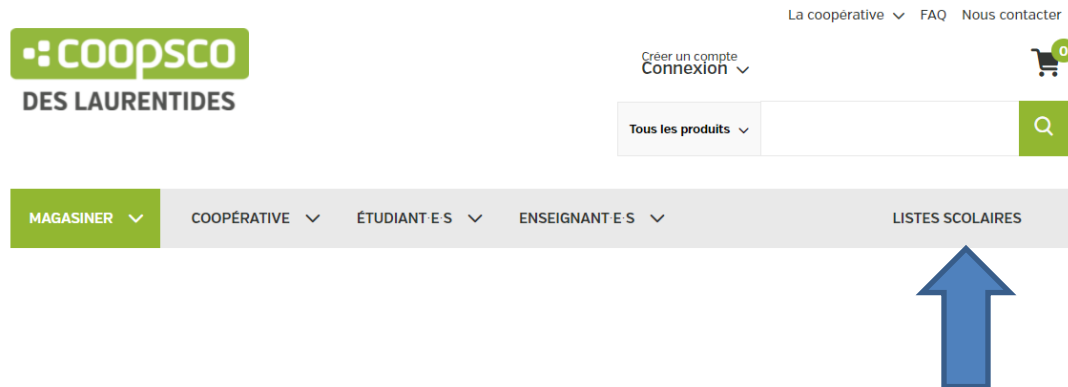 La coopérative FAQ Nous contacter
coopsco
DES LAURENTIDES
Créer un compte
Connexion
0
Tous les produits
MAGASINER COOPÉRATIVE ÉTUDIANT·E·S ENSEIGNANT·E·S LISTES SCOLAIRES